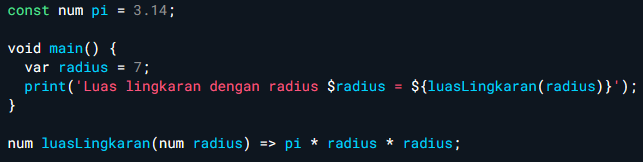 const num pi = 3.14;
void main() {
  var radius = 7;
  print('Luas lingkaran dengan radius $radius = ${luasLingkaran(radius)}');
}
num luasLingkaran(num radius) => pi * radius * radius;